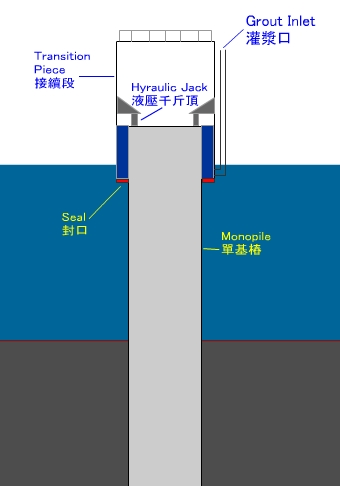 Grout Inlet
灌漿口
Transition
Piece
接續段
Hyraulic Jack
液壓千斤頂
Seal
封口
Monopile
單基樁